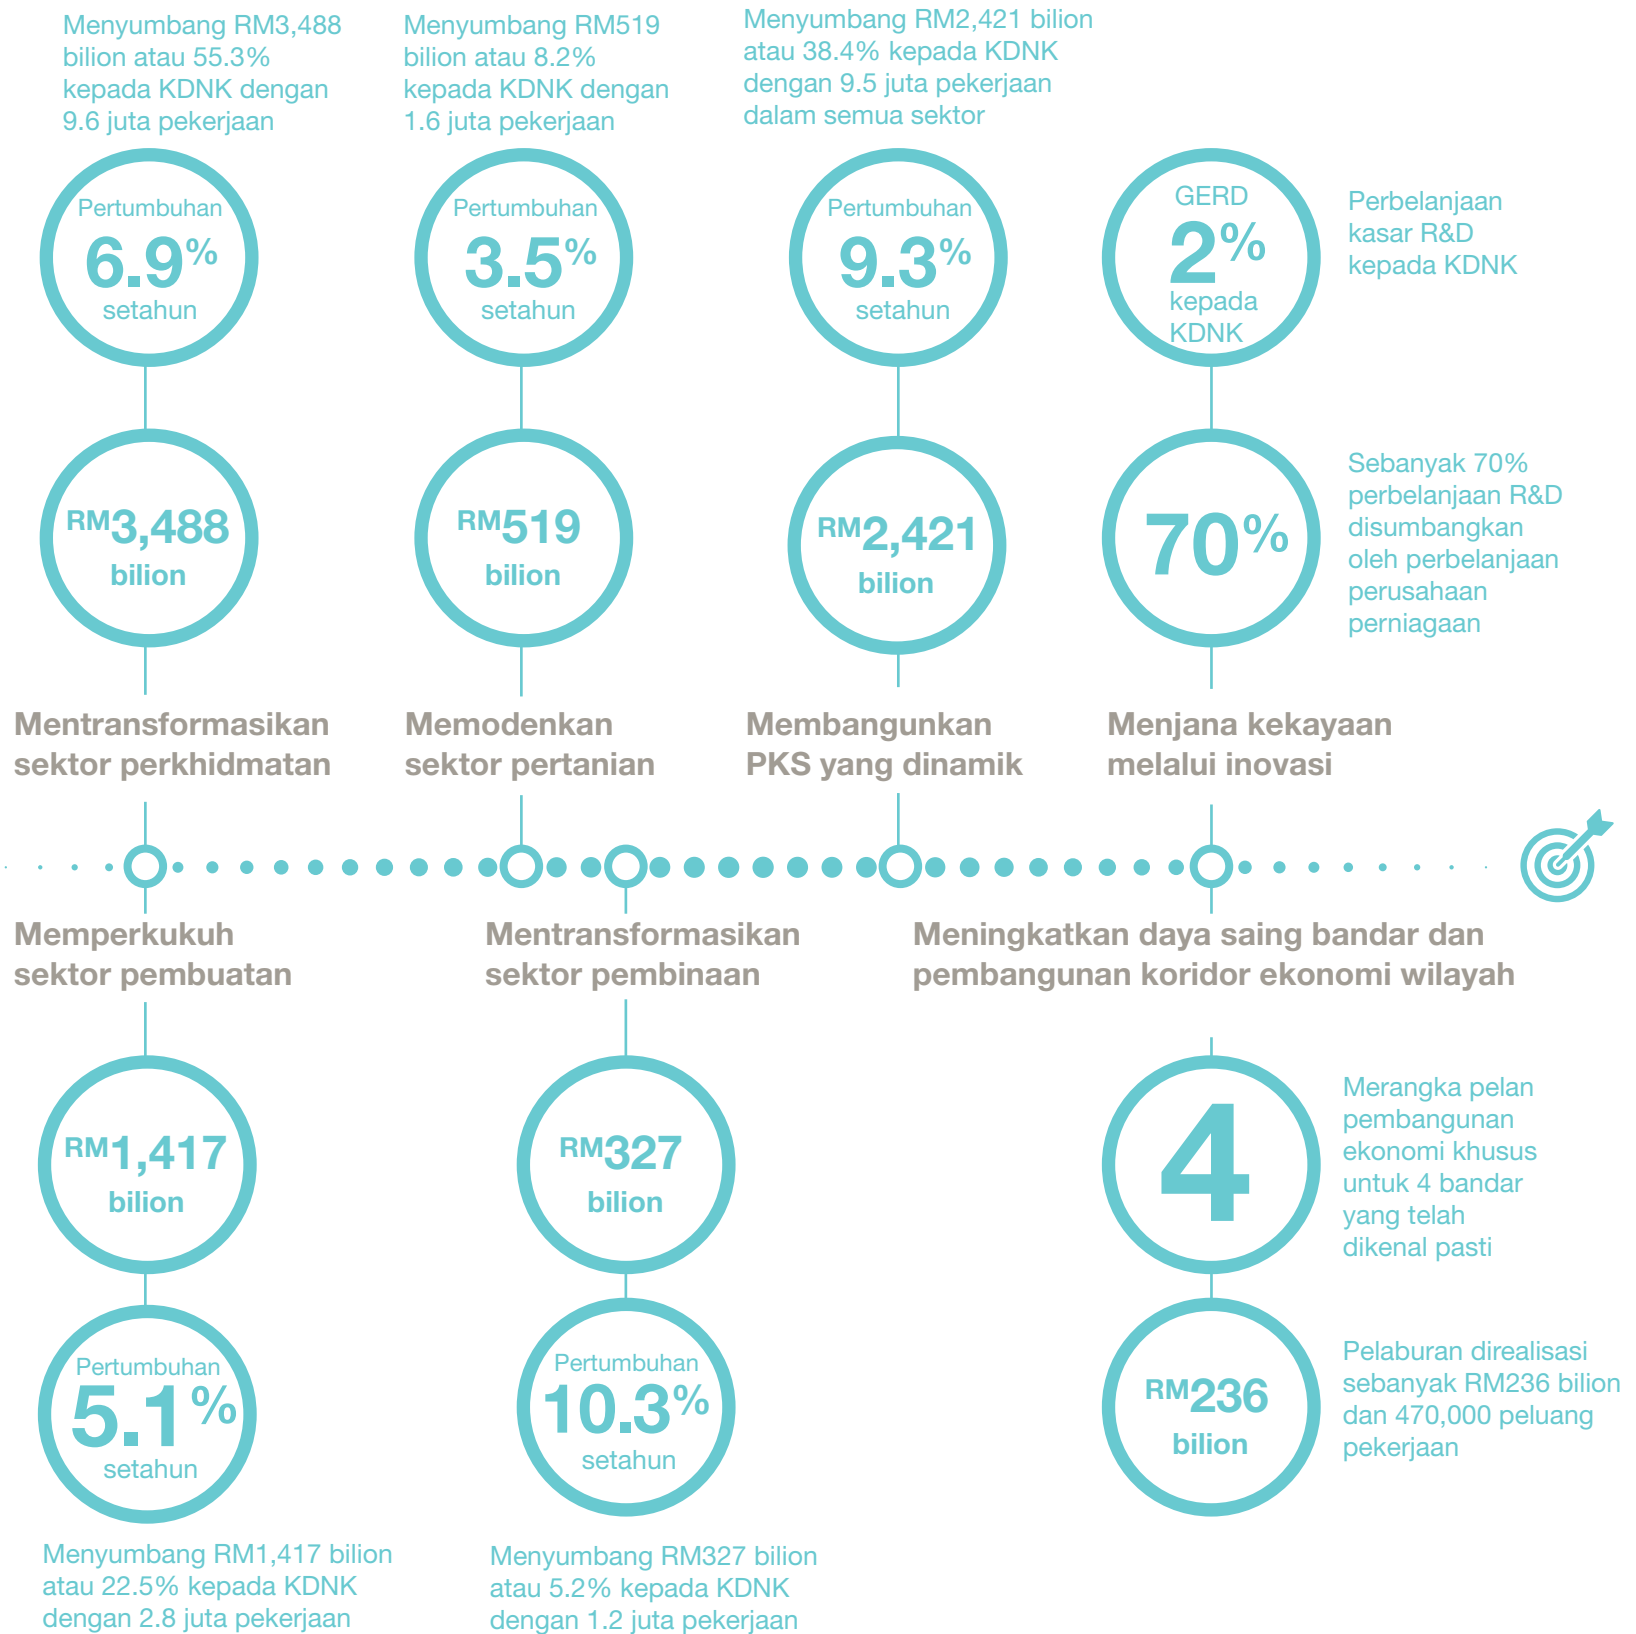 Menyumbang RM3,488
bilion atau 55.3%
kepada KDNK dengan
9.6 juta pekerjaan
Pertumbuhan
6.9%
setahun
RM3,488
bilion
Mentransformasikan
sektor perkhidmatan
Menyumbang RM519
bilion atau 8.2%
kepada KDNK dengan
1.6 juta pekerjaan
Pertumbuhan
3.5%
setahun
RM519
bilion
Memodenkan
sektor pertanian
Menyumbang RM2,421 bilion
atau 38.4% kepada KDNK
dengan 9.5 juta pekerjaan
dalam semua sektor
Pertumbuhan
9.3%
setahun
RM2,421
bilion
Membangunkan
PKS yang dinamik
GERD
2%
kepada
KDNK
Perbelanjaan
kasar R&D
kepada KDNK
70%
Sebanyak 70%
perbelanjaan R&D
disumbangkan
oleh perbelanjaan
perusahaan
perniagaan
Menjana kekayaan
melalui inovasi
Memperkukuh
sektor pembuatan
RM1,417
bilion
Pertumbuhan
5.1%
setahun
Menyumbang RM1,417 bilion
atau 22.5% kepada KDNK
dengan 2.8 juta pekerjaan
Mentransformasikan
sektor pembinaan
RM327
bilion
Pertumbuhan
10.3%
setahun
Menyumbang RM327 bilion
atau 5.2% kepada KDNK
dengan 1.2 juta pekerjaan
Meningkatkan daya saing bandar dan
pembangunan koridor ekonomi wilayah
4
Merangka pelan
pembangunan
ekonomi khusus
untuk 4 bandar
yang telah
dikenal pasti
RM236
bilion
Pelaburan direalisasi
sebanyak RM236 bilion
dan 470,000 peluang
pekerjaan